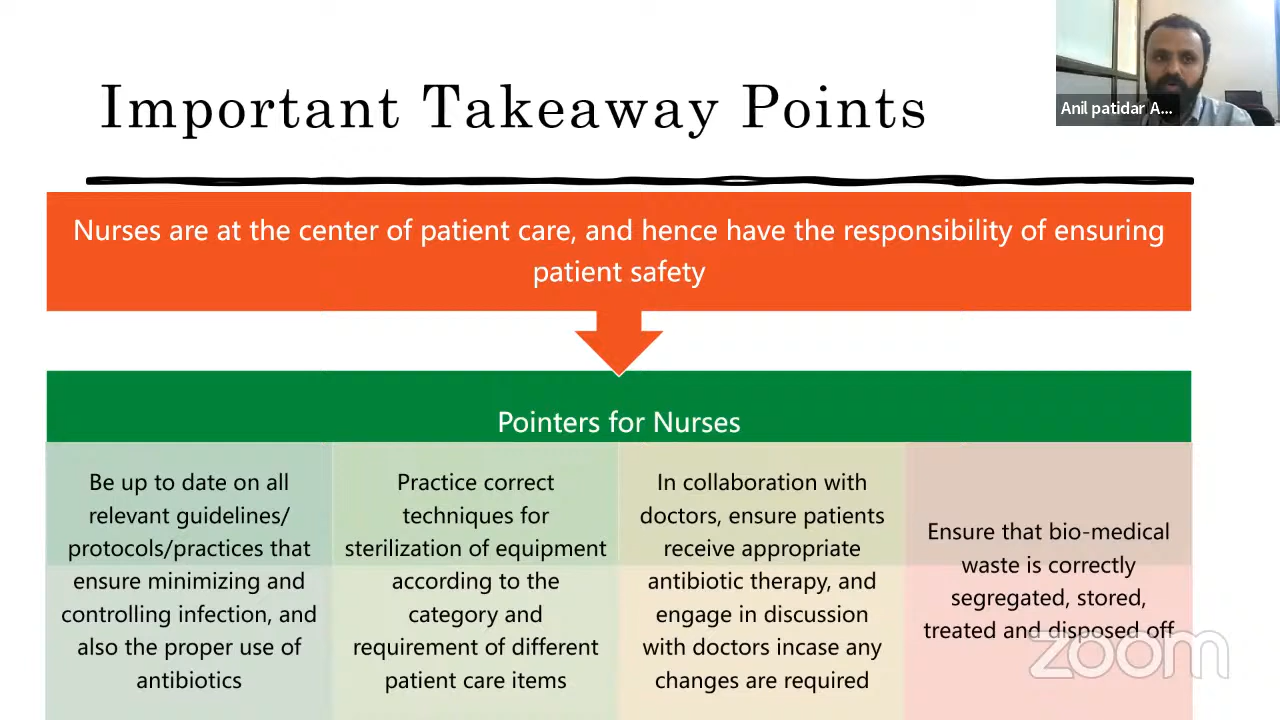 Important Takeaway Points
Anil patidar A...
Nurses are at the center of patient care, and hence have the responsibility of ensuring
patient safety
Pointers for Nurses
Be up to date on all
relevant guidelines/
protocols/practices that
ensure minimizing and
controlling infection, and
also the proper use of
antibiotics
Practice correct
techniques for
sterilization of equipment
according to the
category and
requirement of different
patient care items
In collaboration with
doctors, ensure patients
receive appropriate
antibiotic therapy, and
engage in discussion
with doctors incase any
changes are required
Ensure that bio-medical
waste is correctly
segregated, stored,
treated and disposed off
zoom